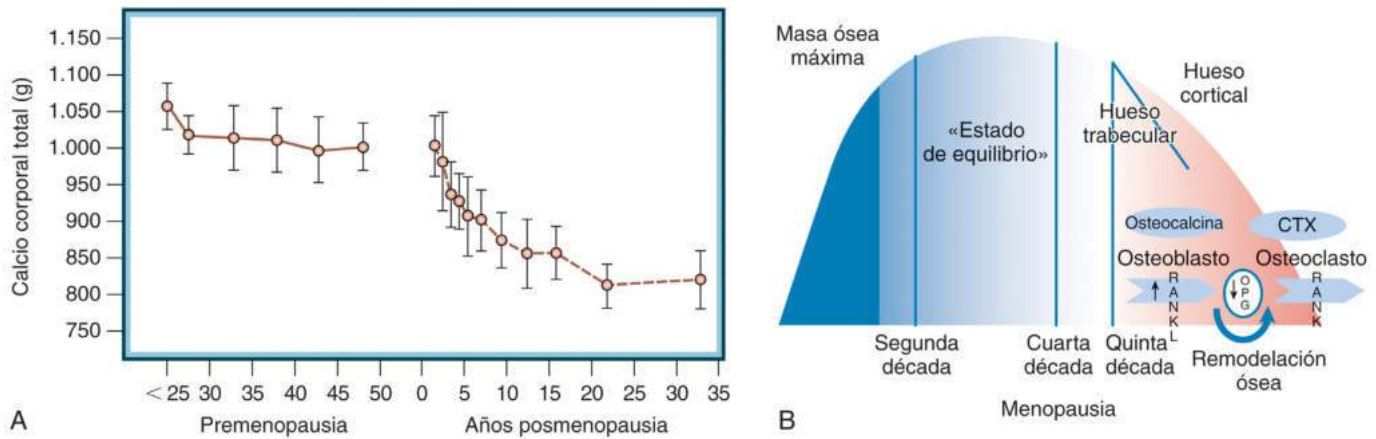 Calcio corporal total (g)
1.150
1.100
1.050
1.000
950
900
850
800
750
< 25 30 35 40 45 50 0 5 10 15 20 25 30 35
Premenopausia
Años posmenopausia
A
Masa ósea
máxima
«Estado
de equilibrio»
Hueso
cortical
Hueso
trabecular
Osteocalcina
CTX
Osteoblasto
Osteoclasto
RANKL
OPG
RANK
Segunda
década
Cuarta
década
Quinta
década
Remodelación
ósea
Menopausia
B